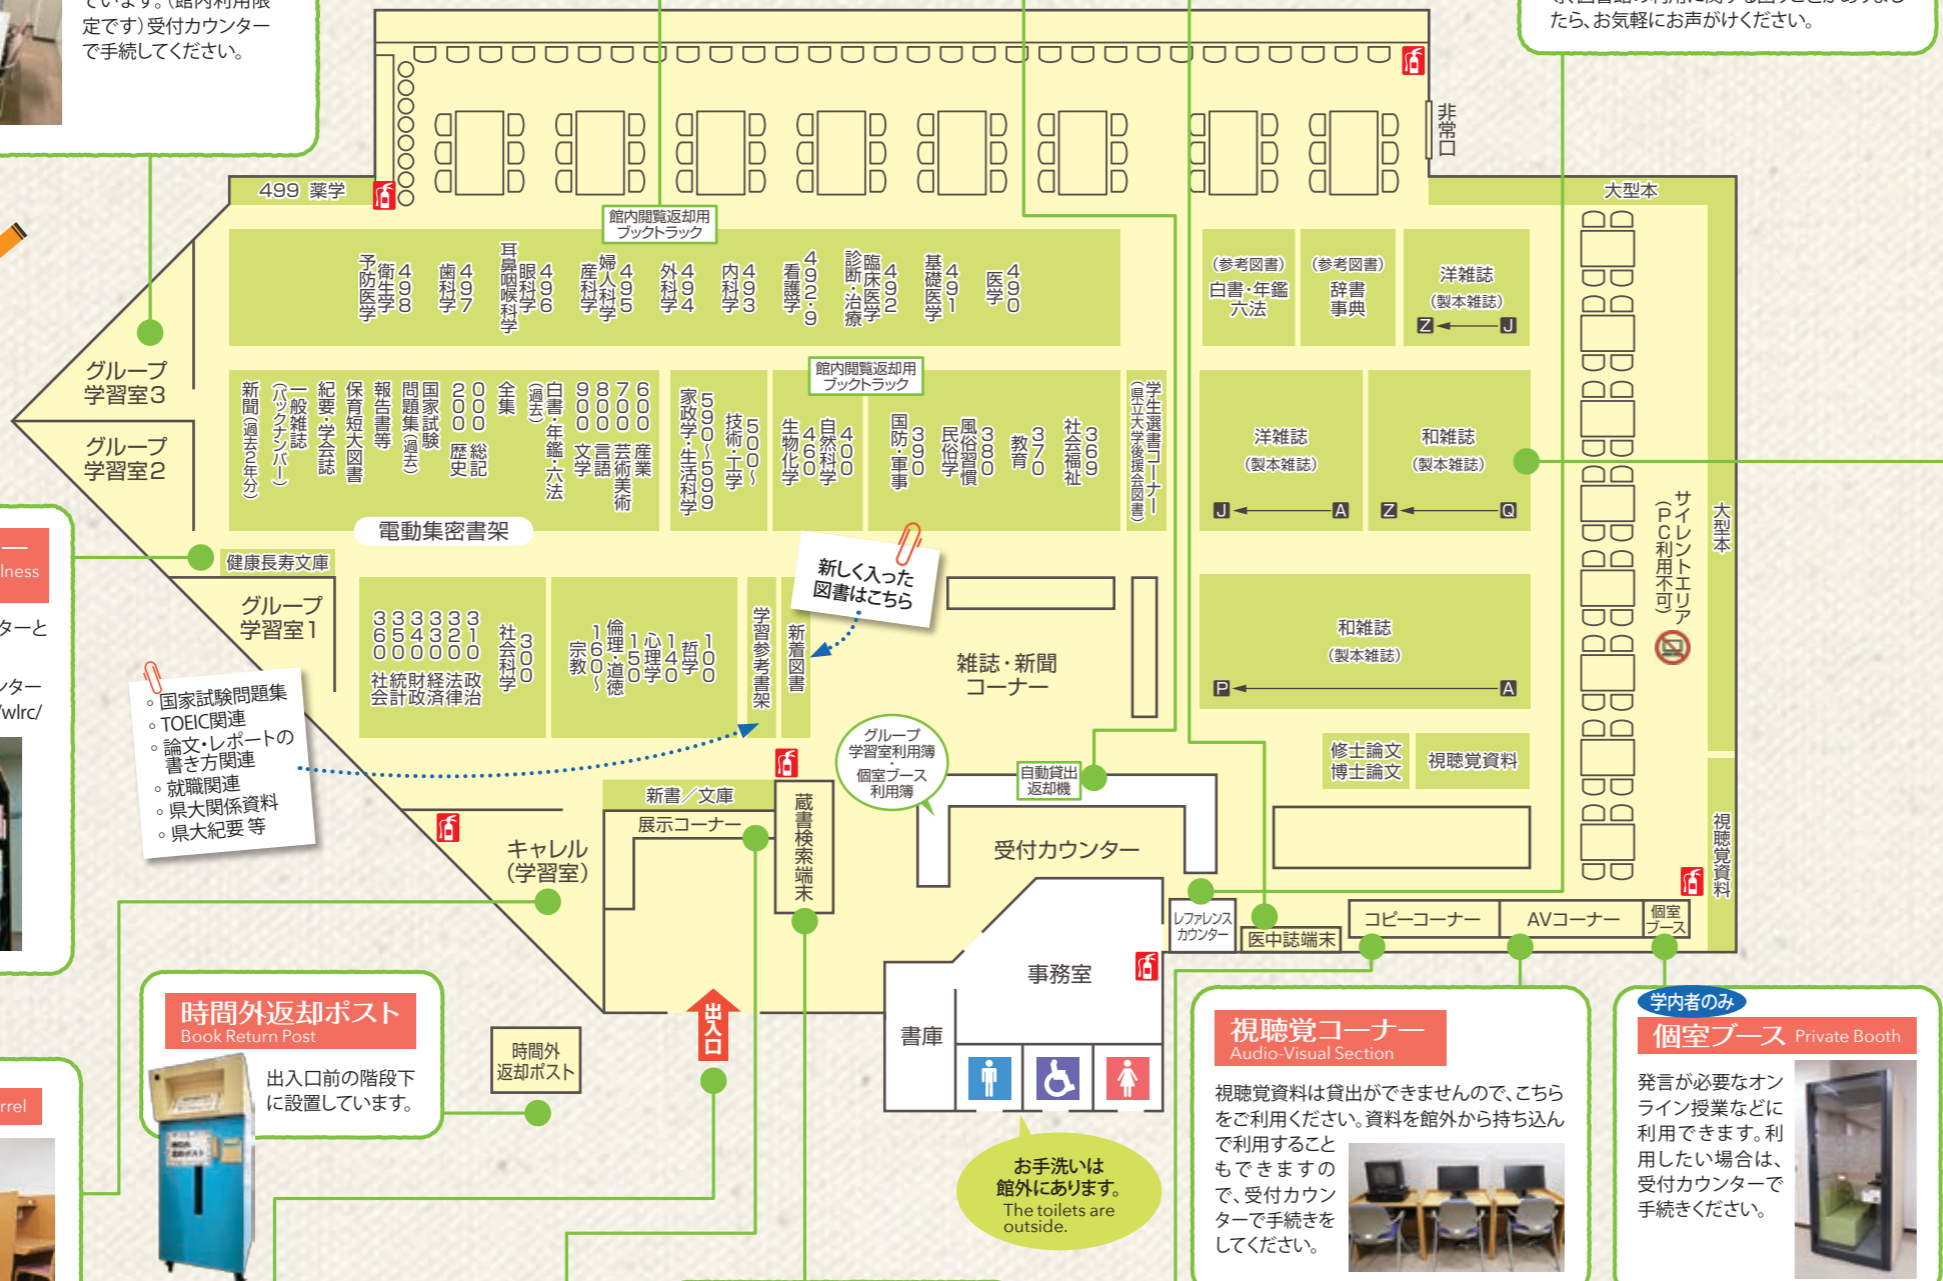 ています。(館内利用限
定です)受付カウンター
で手続してください。
たら、お気軽にお声がけください。
非常口
499 薬学
大型本
館内閲覧返却用
ブックトラック
498
衛生学
予防医学
497
歯科学
496
眼科学
耳鼻咽喉科学
495
婦人科学
産科学
494
外科学
493
内科学
492・9
看護学
492
臨床医学
診断・治療
491
基礎医学
490
医学
(参考図書)
白書・年鑑
六法
(参考図書)
辞書
事典
洋雑誌
(製本雑誌)
Z J
グループ
学習室3
グループ
学習室2
新聞(過去2年分)
一般雑誌
(バックナンバー)
紀要・学会誌
保育短大図書
報告書等
国家試験
問題集(過去)
000 総記
200 歴史
全集
白書・年鑑・六法
(過去)
600 産業
700 芸術美術
800 言語
900 文学
電動集密書架
590～599
家政学・生活科学
500～
技術・工学
館内閲覧返却用
ブックトラック
460
生物化学
400
自然科学
390
国防・軍事
380
風俗習慣
民俗学
370
教育
369
社会福祉
学生選書コーナー
(県立大学後援会図書)
洋雑誌
(製本雑誌)
J A
和雑誌
(製本雑誌)
Z Q
サイレントエリア
(PC利用不可)
大型本
健康長寿文庫
グループ
学習室1
310 政治
320 法律
330 経済
340 財政
350 統計
360 社会
300
社会科学
100
哲学
140
心理学
150
倫理・道徳
160～
宗教
学習参考書架
新着図書
新しく入った
図書はこちら
雑誌・新聞
コーナー
和雑誌
(製本雑誌)
P A
修士論文
博士論文
視聴覚資料
ー
lness
ターと
ンター
/wlrc/
国家試験問題集
TOEIC関連
論文・レポートの
書き方関連
就職関連
県大関係資料
県大紀要 等
グループ
学習室利用簿
・
個室ブース
利用簿
自動貸出
返却機
新書／文庫
展示コーナー
蔵書検索端末
キャレル
(学習室)
受付カウンター
視聴覚資料
レファレンス
カウンター
医中誌端末
コピーコーナー
AVコーナー
個室
ブース
事務室
書庫
出入口
時間外返却ポスト
Book Return Post
出入口前の階段下
に設置しています。
時間外
返却ポスト
rrel
お手洗いは
館外にあります。
The toilets are
outside.
視聴覚コーナー
Audio-Visual Section
視聴覚資料は貸出ができませんので、こちら
をご利用ください。資料を館外から持ち込ん
で利用すること
もできますの
で、受付カウン
ターで手続きを
してください。
学内者のみ
個室ブース Private Booth
発言が必要なオン
ライン授業などに
利用できます。利
用したい場合は、
受付カウンターで
手続きください。